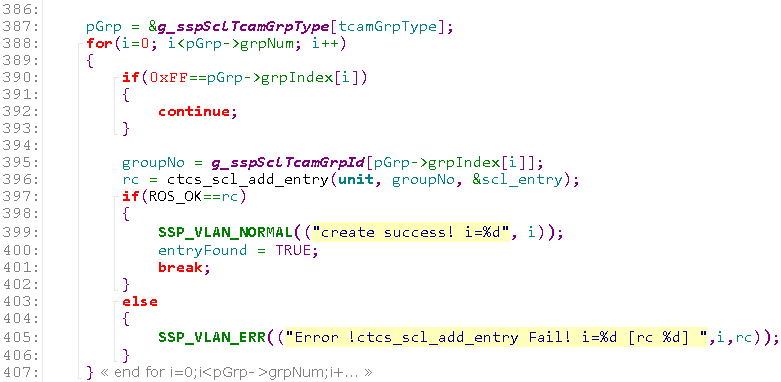 386:
387: pGrp = &g_sspSclTcamGrpType[tcamGrpType];
388: for(i=0; i<pGrp->grpNum; i++)
389: {
390: if(0xFF==pGrp->grpIndex[i])
391: {
392: continue;
393: }
394:
395: groupNo = g_sspSclTcamGrpId[pGrp->grpIndex[i]];
396: rc = ctcs_scl_add_entry(unit, groupNo, &scl_entry);
397: if(ROS_OK==rc)
398: {
399: SSP_VLAN_NORMAL(("create success! i=%d", i));
400: entryFound = TRUE;
401: break;
402: }
403: else
404: {
405: SSP_VLAN_ERR(("Error !ctcs_scl_add_entry Fail! i=%d [rc %d] ",i,rc));
406: }
407: } « end for i=0;i<pGrp->grpNum;i+... »